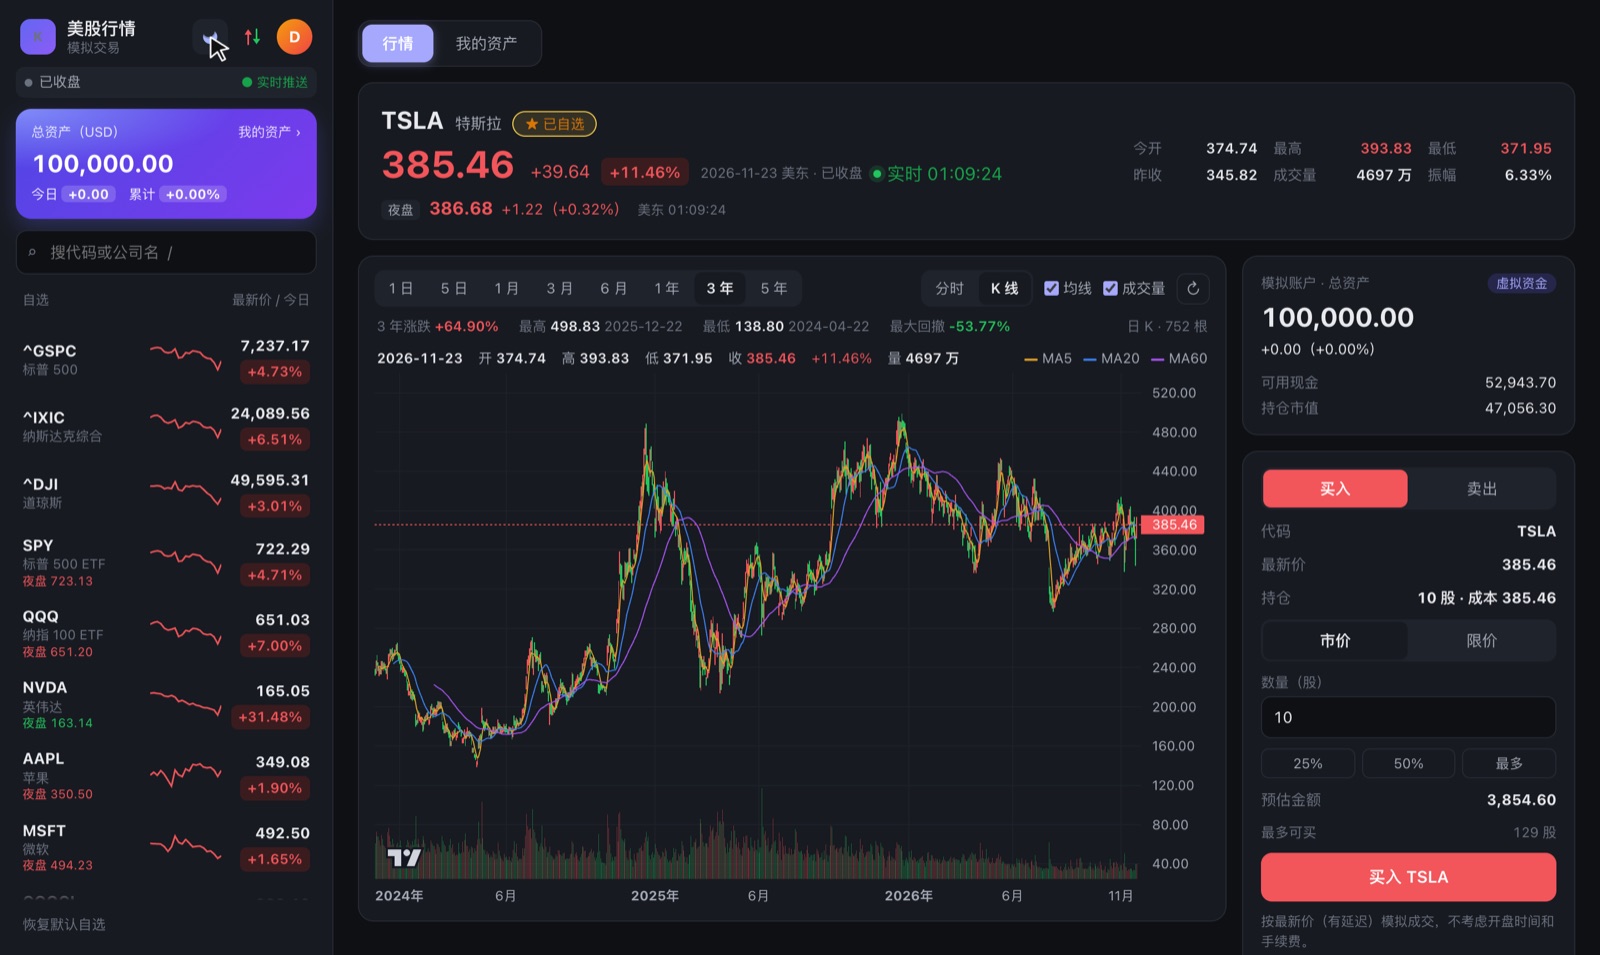 美股行情
模拟交易
D
已收盘
实时推送
总资产（USD）
我的资产 ›
100,000.00
今日 +0.00 累计 +0.00%
搜代码或公司名 /
自选
最新价 / 今日
^GSPC
标普 500
7,237.17
+4.73%
^IXIC
纳斯达克综合
24,089.56
+6.51%
^DJI
道琼斯
49,595.31
+3.01%
SPY
标普 500 ETF
夜盘 723.13
722.29
+4.71%
QQQ
纳指 100 ETF
夜盘 651.20
651.03
+7.00%
NVDA
英伟达
夜盘 163.14
165.05
+31.48%
AAPL
苹果
夜盘 350.50
349.08
+1.90%
MSFT
微软
夜盘 494.23
492.50
+1.65%
恢复默认自选
行情 我的资产
TSLA 特斯拉 ★ 已自选
385.46 +39.64 +11.46% 2026-11-23 美东 · 已收盘 实时 01:09:24
夜盘 386.68 +1.22 (+0.32%) 美东 01:09:24
今开 374.74 最高 393.83 最低 371.95
昨收 345.82 成交量 4697 万 振幅 6.33%
1 日 5 日 1 月 3 月 6 月 1 年 3 年 5 年
分时 K 线 均线 成交量
3 年涨跌 +64.90% 最高 498.83 2025-12-22 最低 138.80 2024-04-22 最大回撤 -53.77% 日 K · 752 根
2026-11-23 开 374.74 高 393.83 低 371.95 收 385.46 +11.46% 量 4697 万
MA5 MA20 MA60
520.00
480.00
440.00
400.00
385.46
360.00
320.00
280.00
240.00
200.00
160.00
120.00
80.00
40.00
2024年 6月 2025年 6月 2026年 6月 11月
模拟账户 · 总资产 虚拟资金
100,000.00
+0.00 (+0.00%)
可用现金 52,943.70
持仓市值 47,056.30
买入 卖出
代码 TSLA
最新价 385.46
持仓 10 股 · 成本 385.46
市价 限价
数量（股）
10
25% 50% 最多
预估金额 3,854.60
最多可买 129 股
买入 TSLA
按最新价（有延迟）模拟成交，不考虑开盘时间和
手续费。